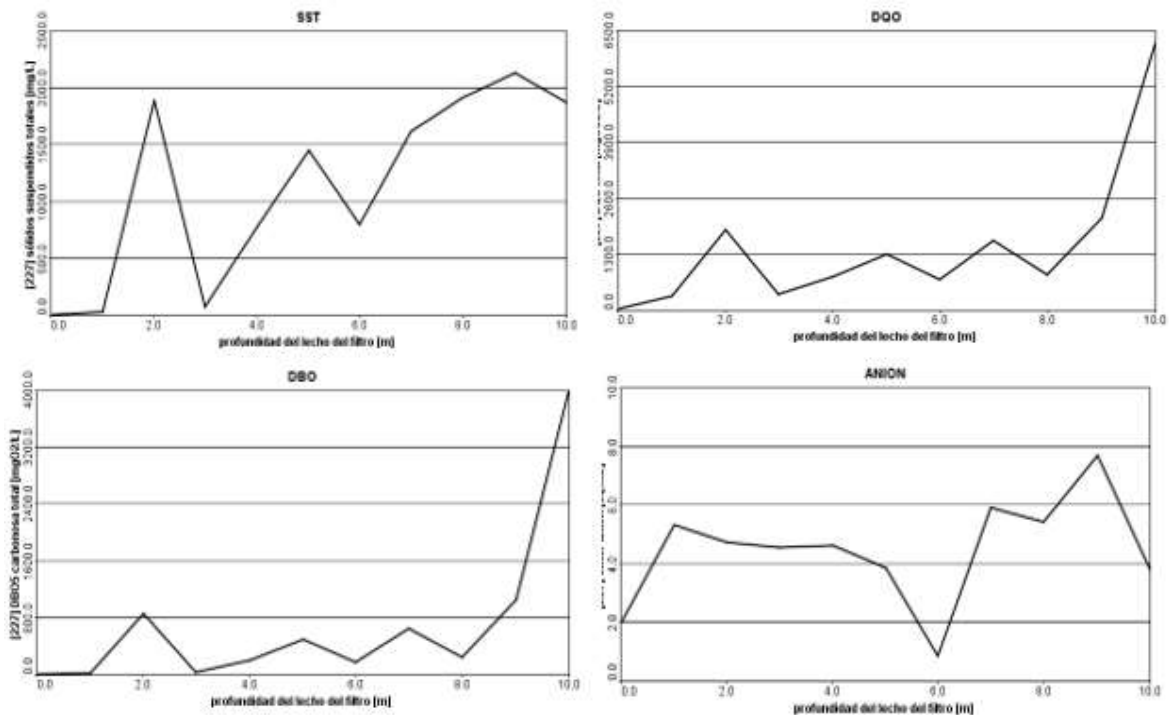 SST
[227] sólidos suspendidos totales [mg/L]
2500.0
2000.0
1500.0
1000.0
500.0
0.0
0.0 2.0 4.0 6.0 8.0 10.0
profundidad del lecho del filtro [m]
DQO
6500.0
5200.0
3900.0
2600.0
1300.0
0.0
0.0 2.0 4.0 6.0 8.0 10.0
profundidad del lecho del filtro [m]
DBO
[227] DBO5 carbonosa total [mgO2/L]
4000.0
3200.0
2400.0
1600.0
800.0
0.0
0.0 2.0 4.0 6.0 8.0 10.0
profundidad del lecho del filtro [m]
ANION
10.0
8.0
6.0
4.0
2.0
0.0
0.0 2.0 4.0 6.0 8.0 10.0
profundidad del lecho del filtro [m]